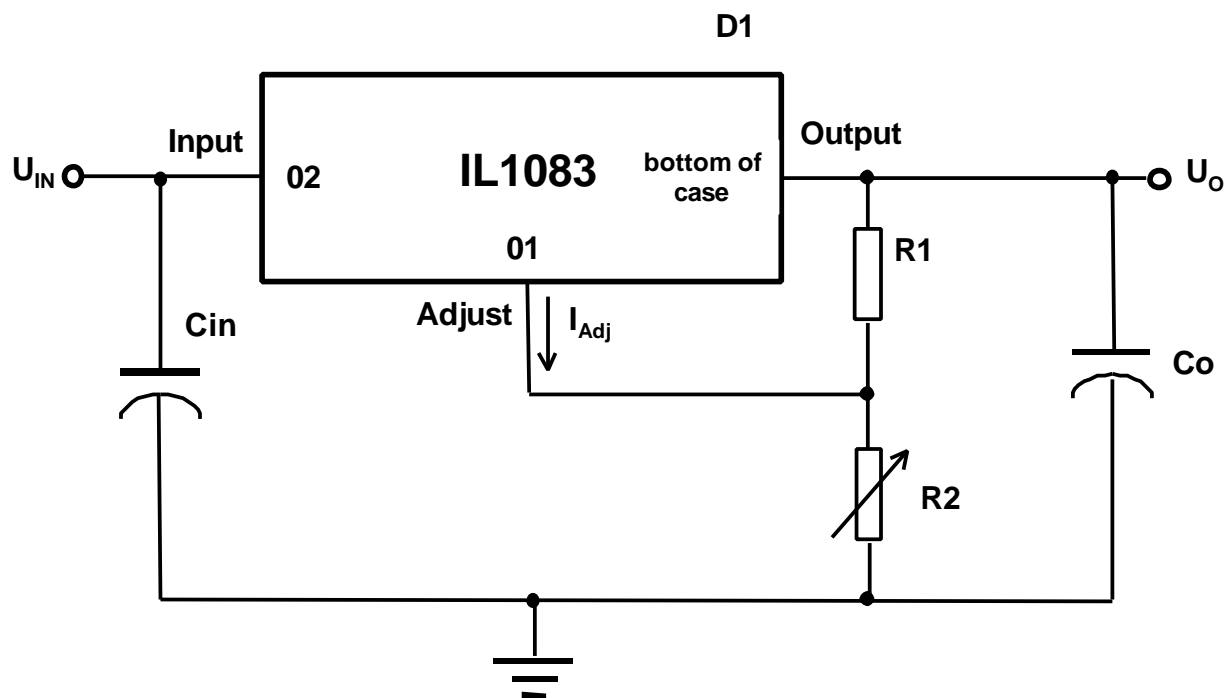 D1
Input
Output
U_IN
02
IL1083
bottom of
case
U_O
01
R1
Adjust
I_Adj
Cin
Co
R2